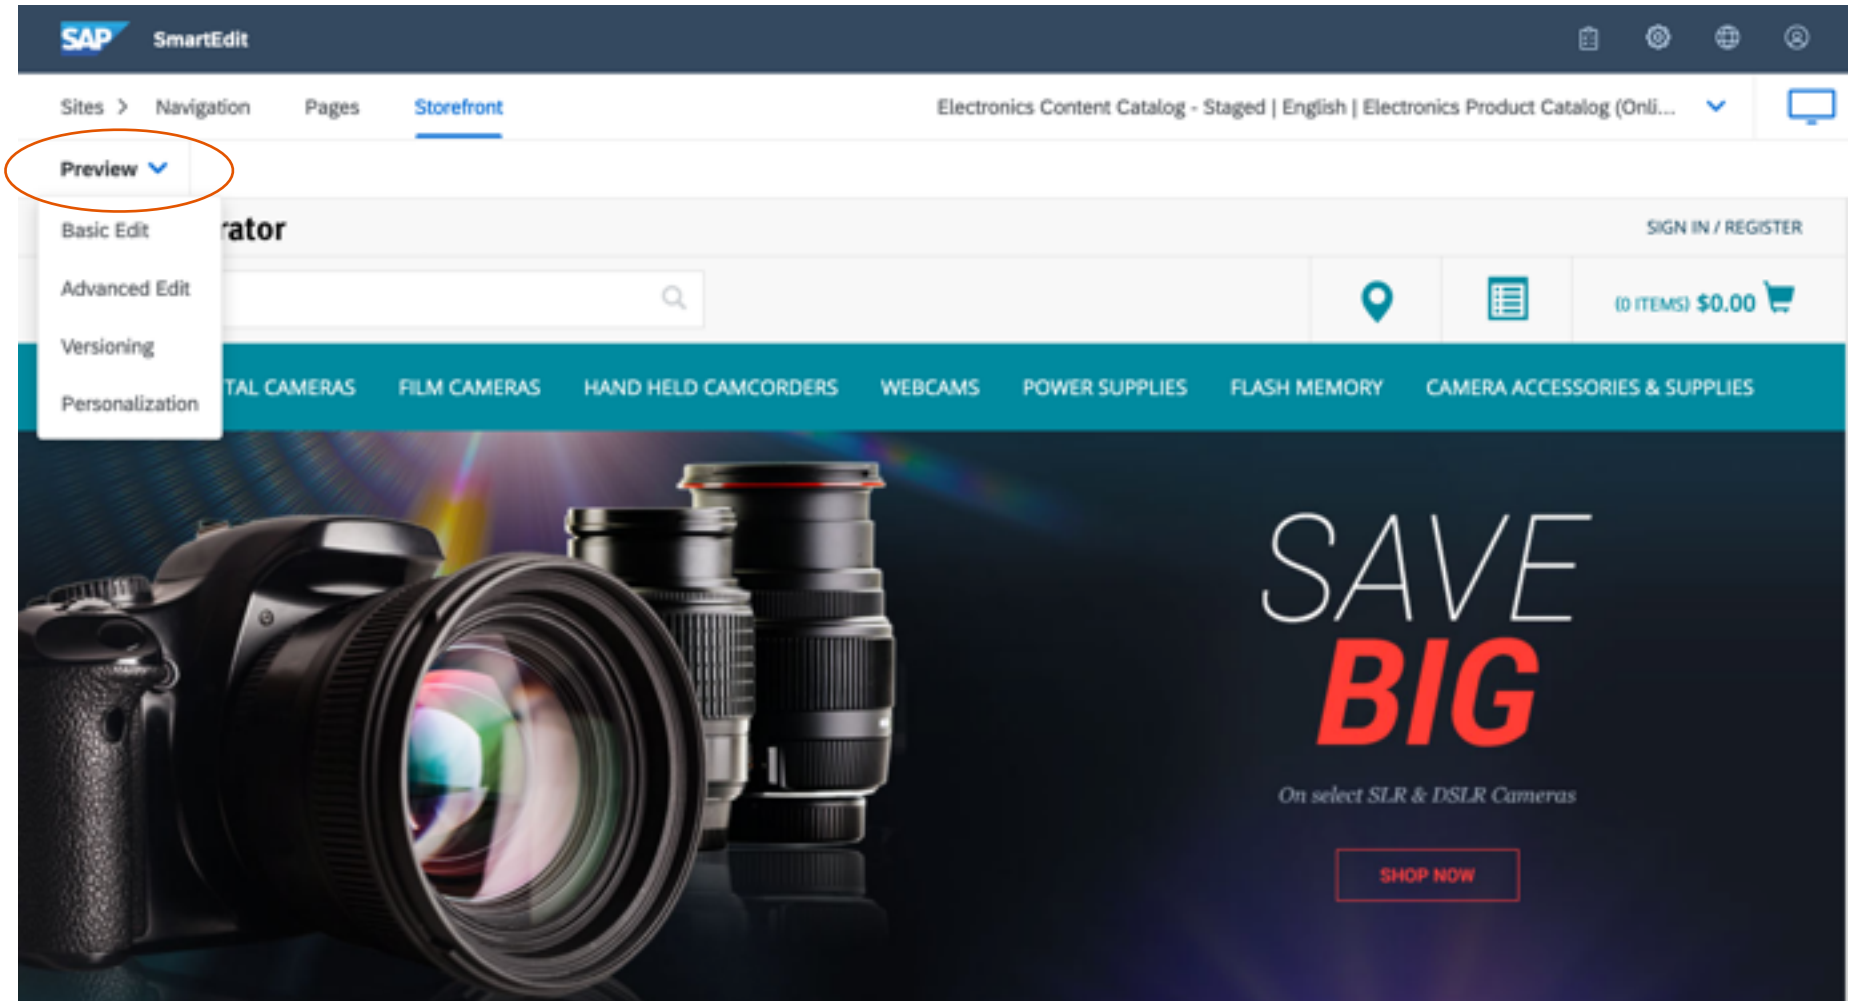 SAP SmartEdit
Sites > Navigation Pages Storefront Electronics Content Catalog - Staged | English | Electronics Product Catalog (Onli...
Preview
Basic Edit
Advanced Edit
Versioning
Personalization
rator SIGN IN / REGISTER
(0 ITEMS) $0.00
TAL CAMERAS FILM CAMERAS HAND HELD CAMCORDERS WEBCAMS POWER SUPPLIES FLASH MEMORY CAMERA ACCESSORIES & SUPPLIES
SAVE
BIG
On select SLR & DSLR Cameras
SHOP NOW